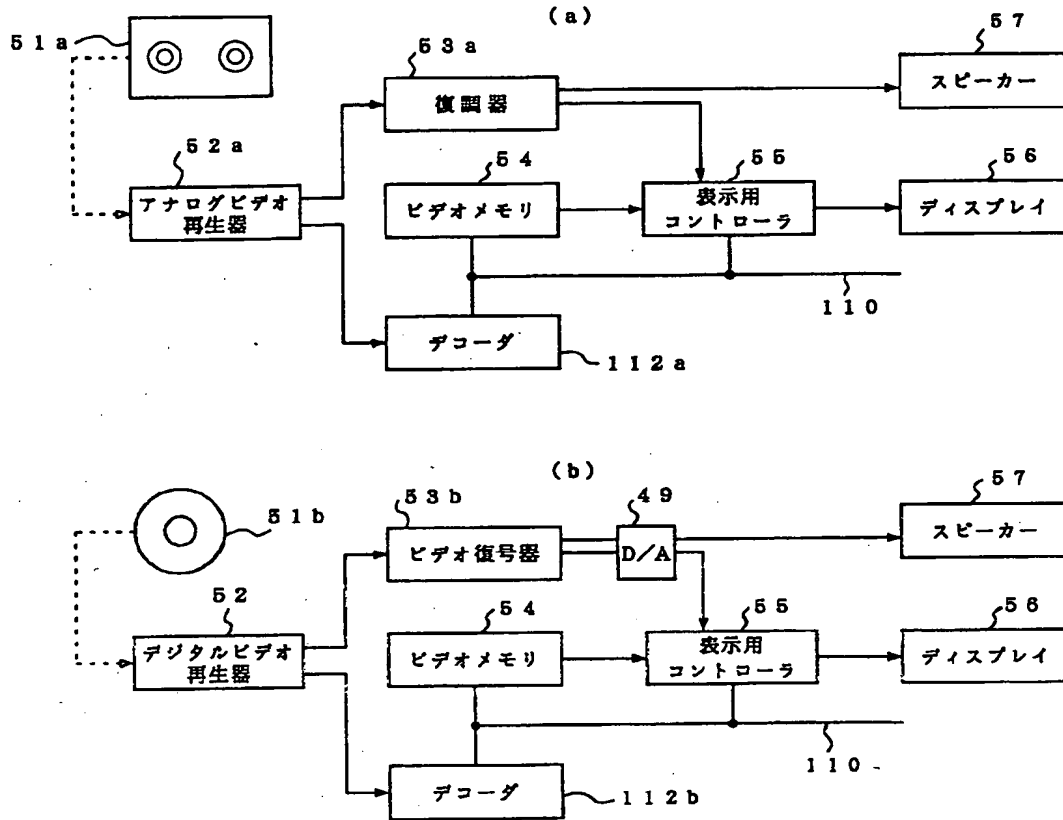 (a)
51a
53a
復調器
57
スピーカー
52a
アナログビデオ
再生器
54
ビデオメモリ
55
表示用
コントローラ
56
ディスプレイ
110
デコーダ
112a
(b)
51b
53b
ビデオ復号器
49
D/A
57
スピーカー
52
デジタルビデオ
再生器
54
ビデオメモリ
55
表示用
コントローラ
56
ディスプレイ
110
デコーダ
112b